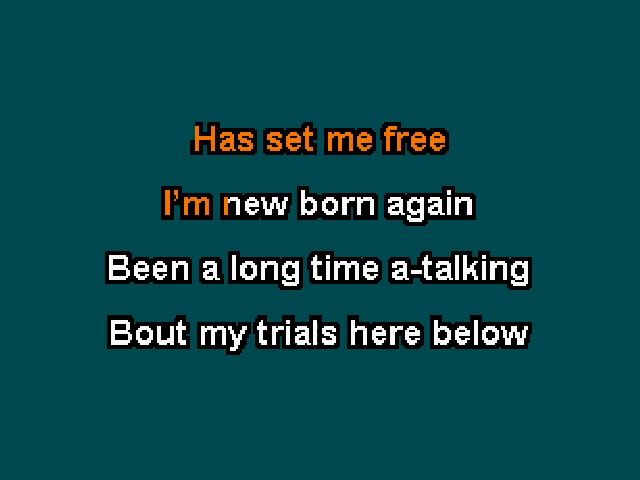 Has set me free
I’m new born again
Been a long time a-talking
Bout my trials here below